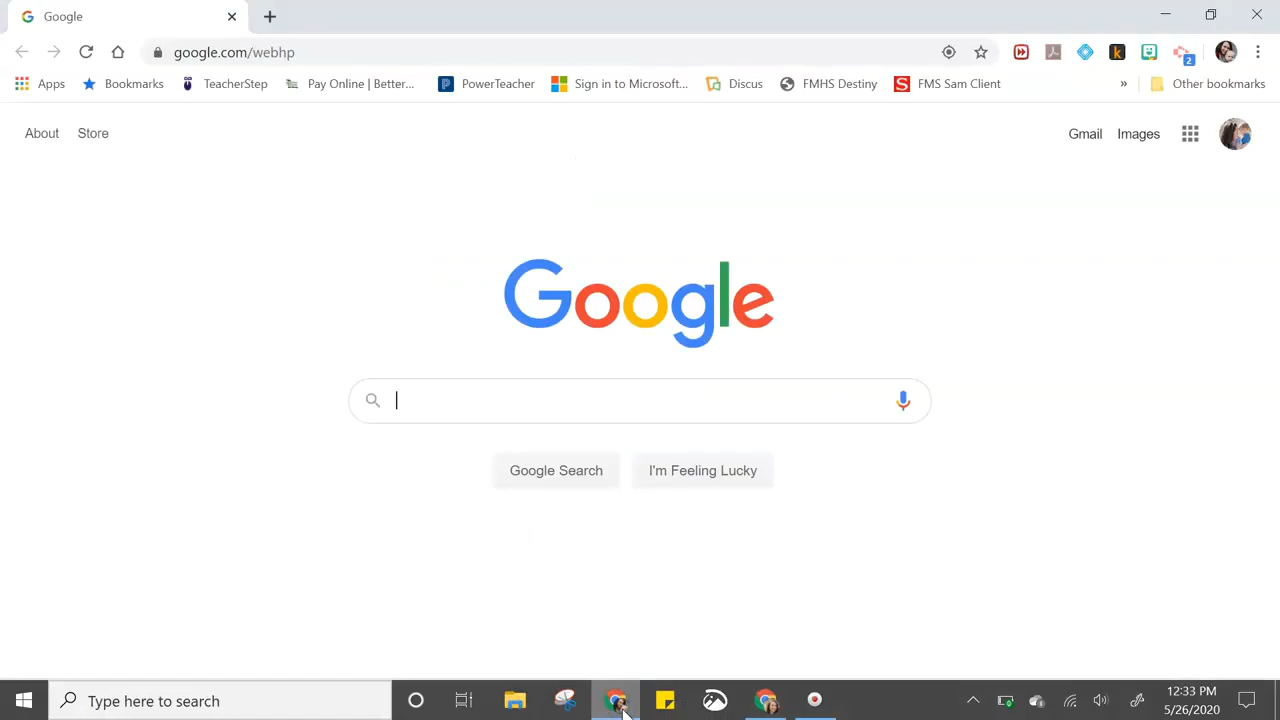 Google
google.com/webhp
2
Apps Bookmarks TeacherStep Pay Online | Better... PowerTeacher Sign in to Microsoft... Discus FMHS Destiny FMS Sam Client » Other bookmarks
About Store Gmail Images
Google
Google Search I'm Feeling Lucky
Type here to search
12:33 PM
5/26/2020